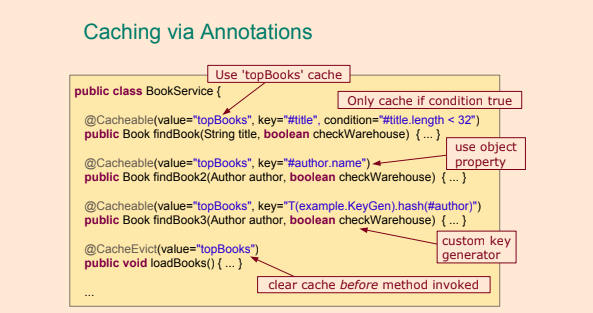 Caching via Annotations
Use 'topBooks' cache
public class BookService {
Only cache if condition true
@Cacheable(value="topBooks", key="#title", condition="#title.length < 32")
public Book findBook(String title, boolean checkWarehouse) { ... }
use object
property
@Cacheable(value="topBooks", key="#author.name")
public Book findBook2(Author author, boolean checkWarehouse) { ... }
@Cacheable(value="topBooks", key="T(example.KeyGen).hash(#author)")
public Book findBook3(Author author, boolean checkWarehouse) { ... }
custom key
generator
@CacheEvict(value="topBooks")
public void loadBooks() { ... }
clear cache before method invoked
...